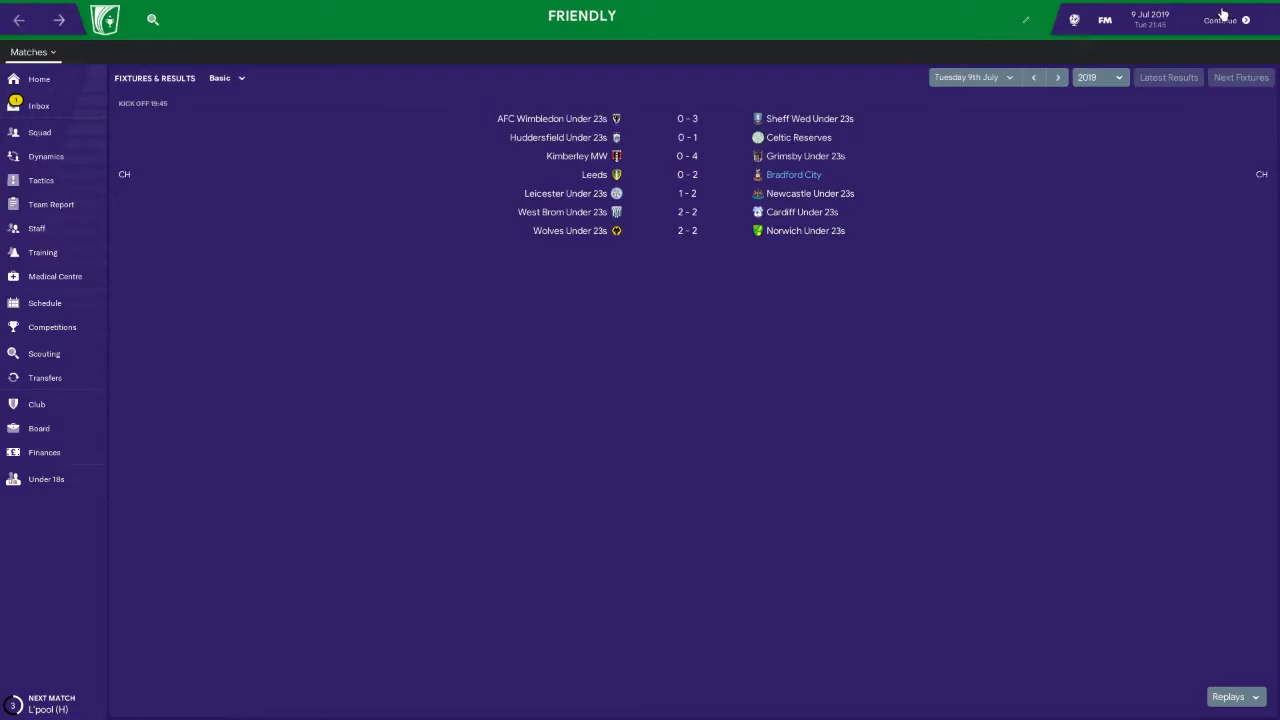 FRIENDLY
FM
9 Jul 2019
Tue 21:45
Continue
Matches
Home
1
Inbox
Squad
Dynamics
Tactics
Team Report
Staff
Training
Medical Centre
Schedule
Competitions
Scouting
Transfers
Club
Board
Finances
Under 18s
3
NEXT MATCH
L'pool (H)
FIXTURES & RESULTS Basic
Tuesday 9th July 2019 Latest Results Next Fixtures
KICK OFF 19:45
AFC Wimbledon Under 23s 0 - 3 Sheff Wed Under 23s
Huddersfield Under 23s 0 - 1 Celtic Reserves
Kimberley MW 0 - 4 Grimsby Under 23s
CH Leeds 0 - 2 Bradford City CH
Leicester Under 23s 1 - 2 Newcastle Under 23s
West Brom Under 23s 2 - 2 Cardiff Under 23s
Wolves Under 23s 2 - 2 Norwich Under 23s
Replays